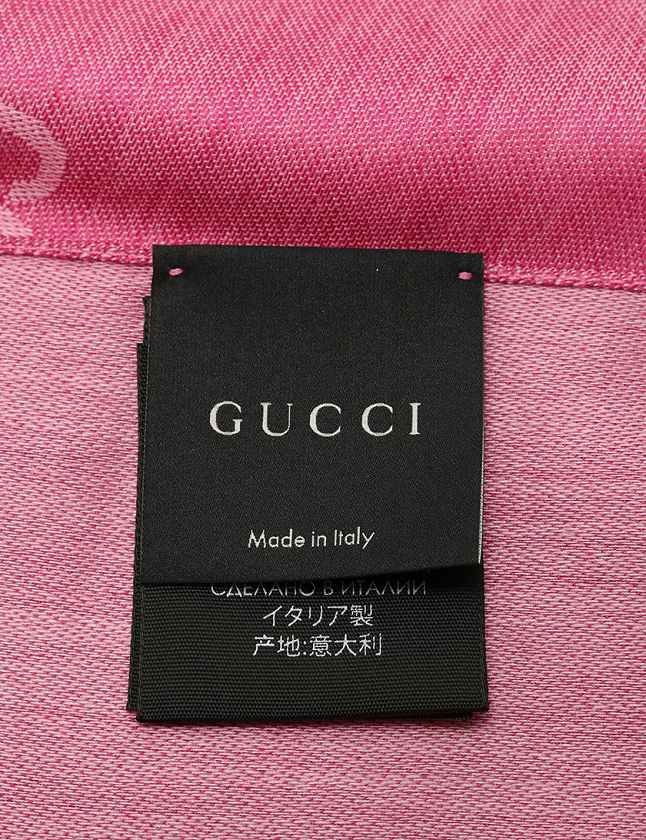 GUCCI
Made in Italy
СДЕЛАНО В ИТАЛИИ
イタリア製
产地:意大利